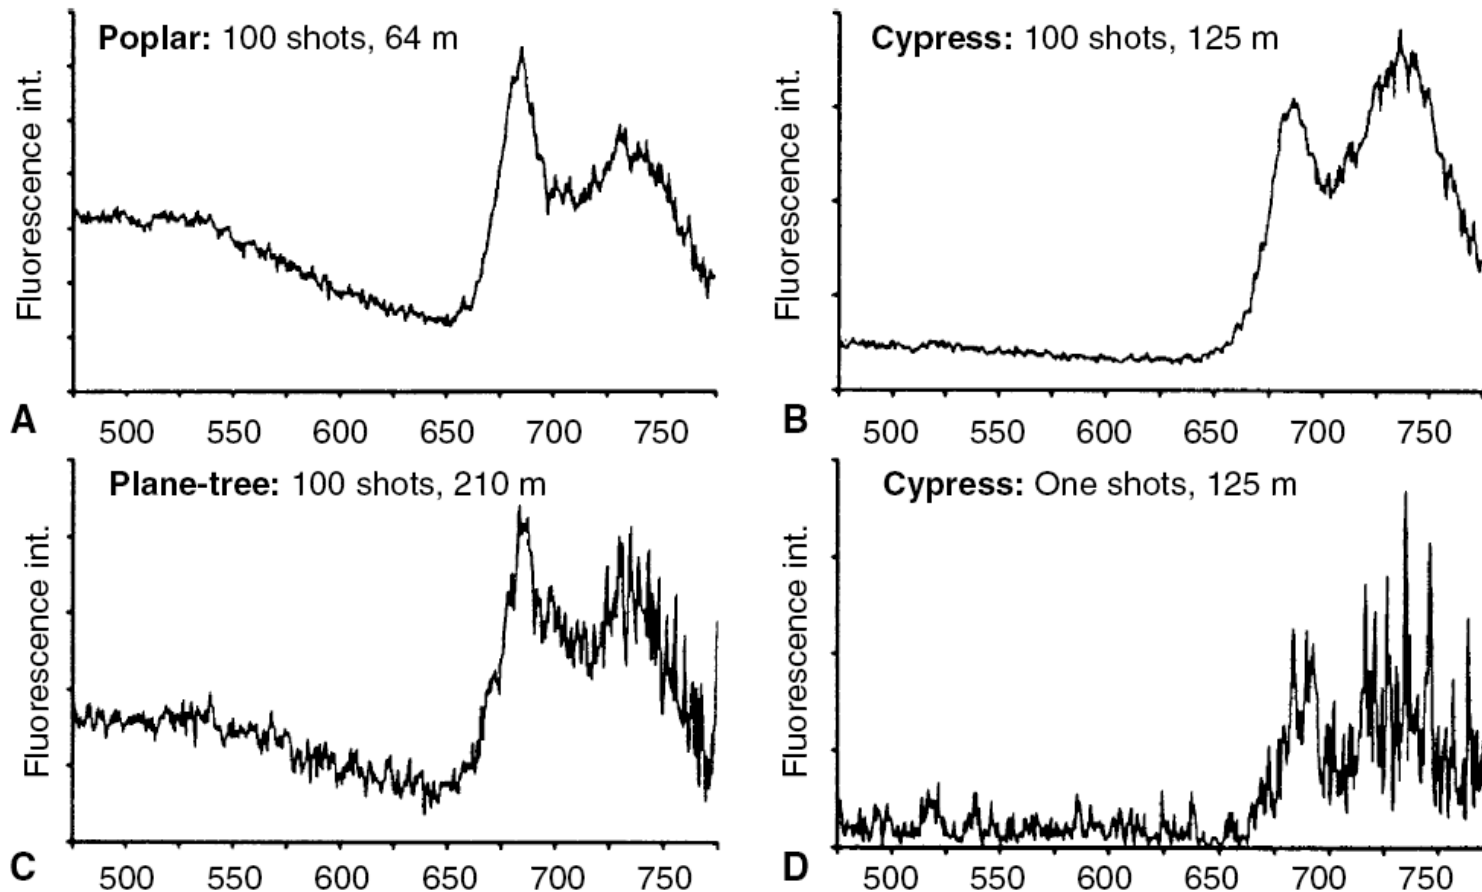 Poplar: 100 shots, 64 m
Fluorescence int.
A
500 550 600 650 700 750
Cypress: 100 shots, 125 m
Fluorescence int.
B
500 550 600 650 700 750
Plane-tree: 100 shots, 210 m
Fluorescence int.
C
500 550 600 650 700 750
Cypress: One shots, 125 m
Fluorescence int.
D
500 550 600 650 700 750